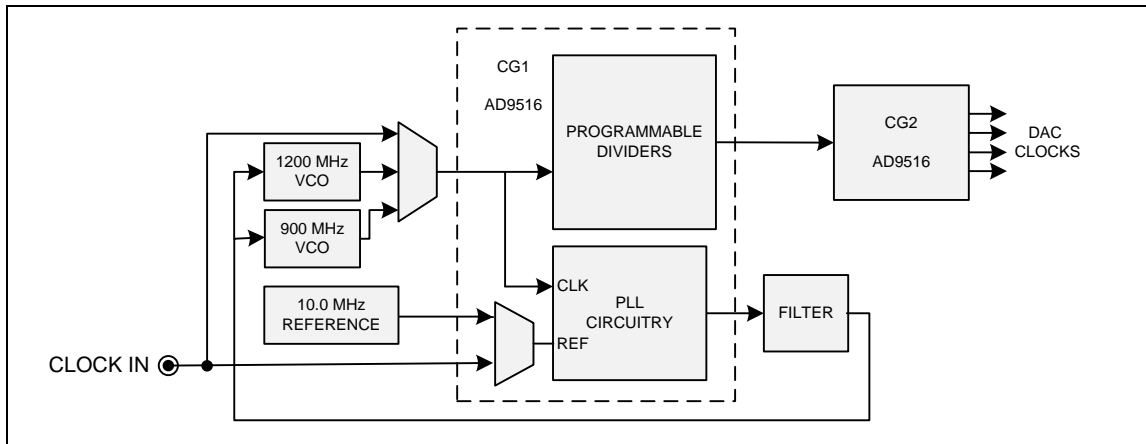 CG1
AD9516
PROGRAMMABLE
DIVIDERS
CG2
AD9516
DAC
CLOCKS
1200 MHz
VCO
900 MHz
VCO
10.0 MHz
REFERENCE
CLK
PLL
CIRCUITRY
REF
FILTER
CLOCK IN